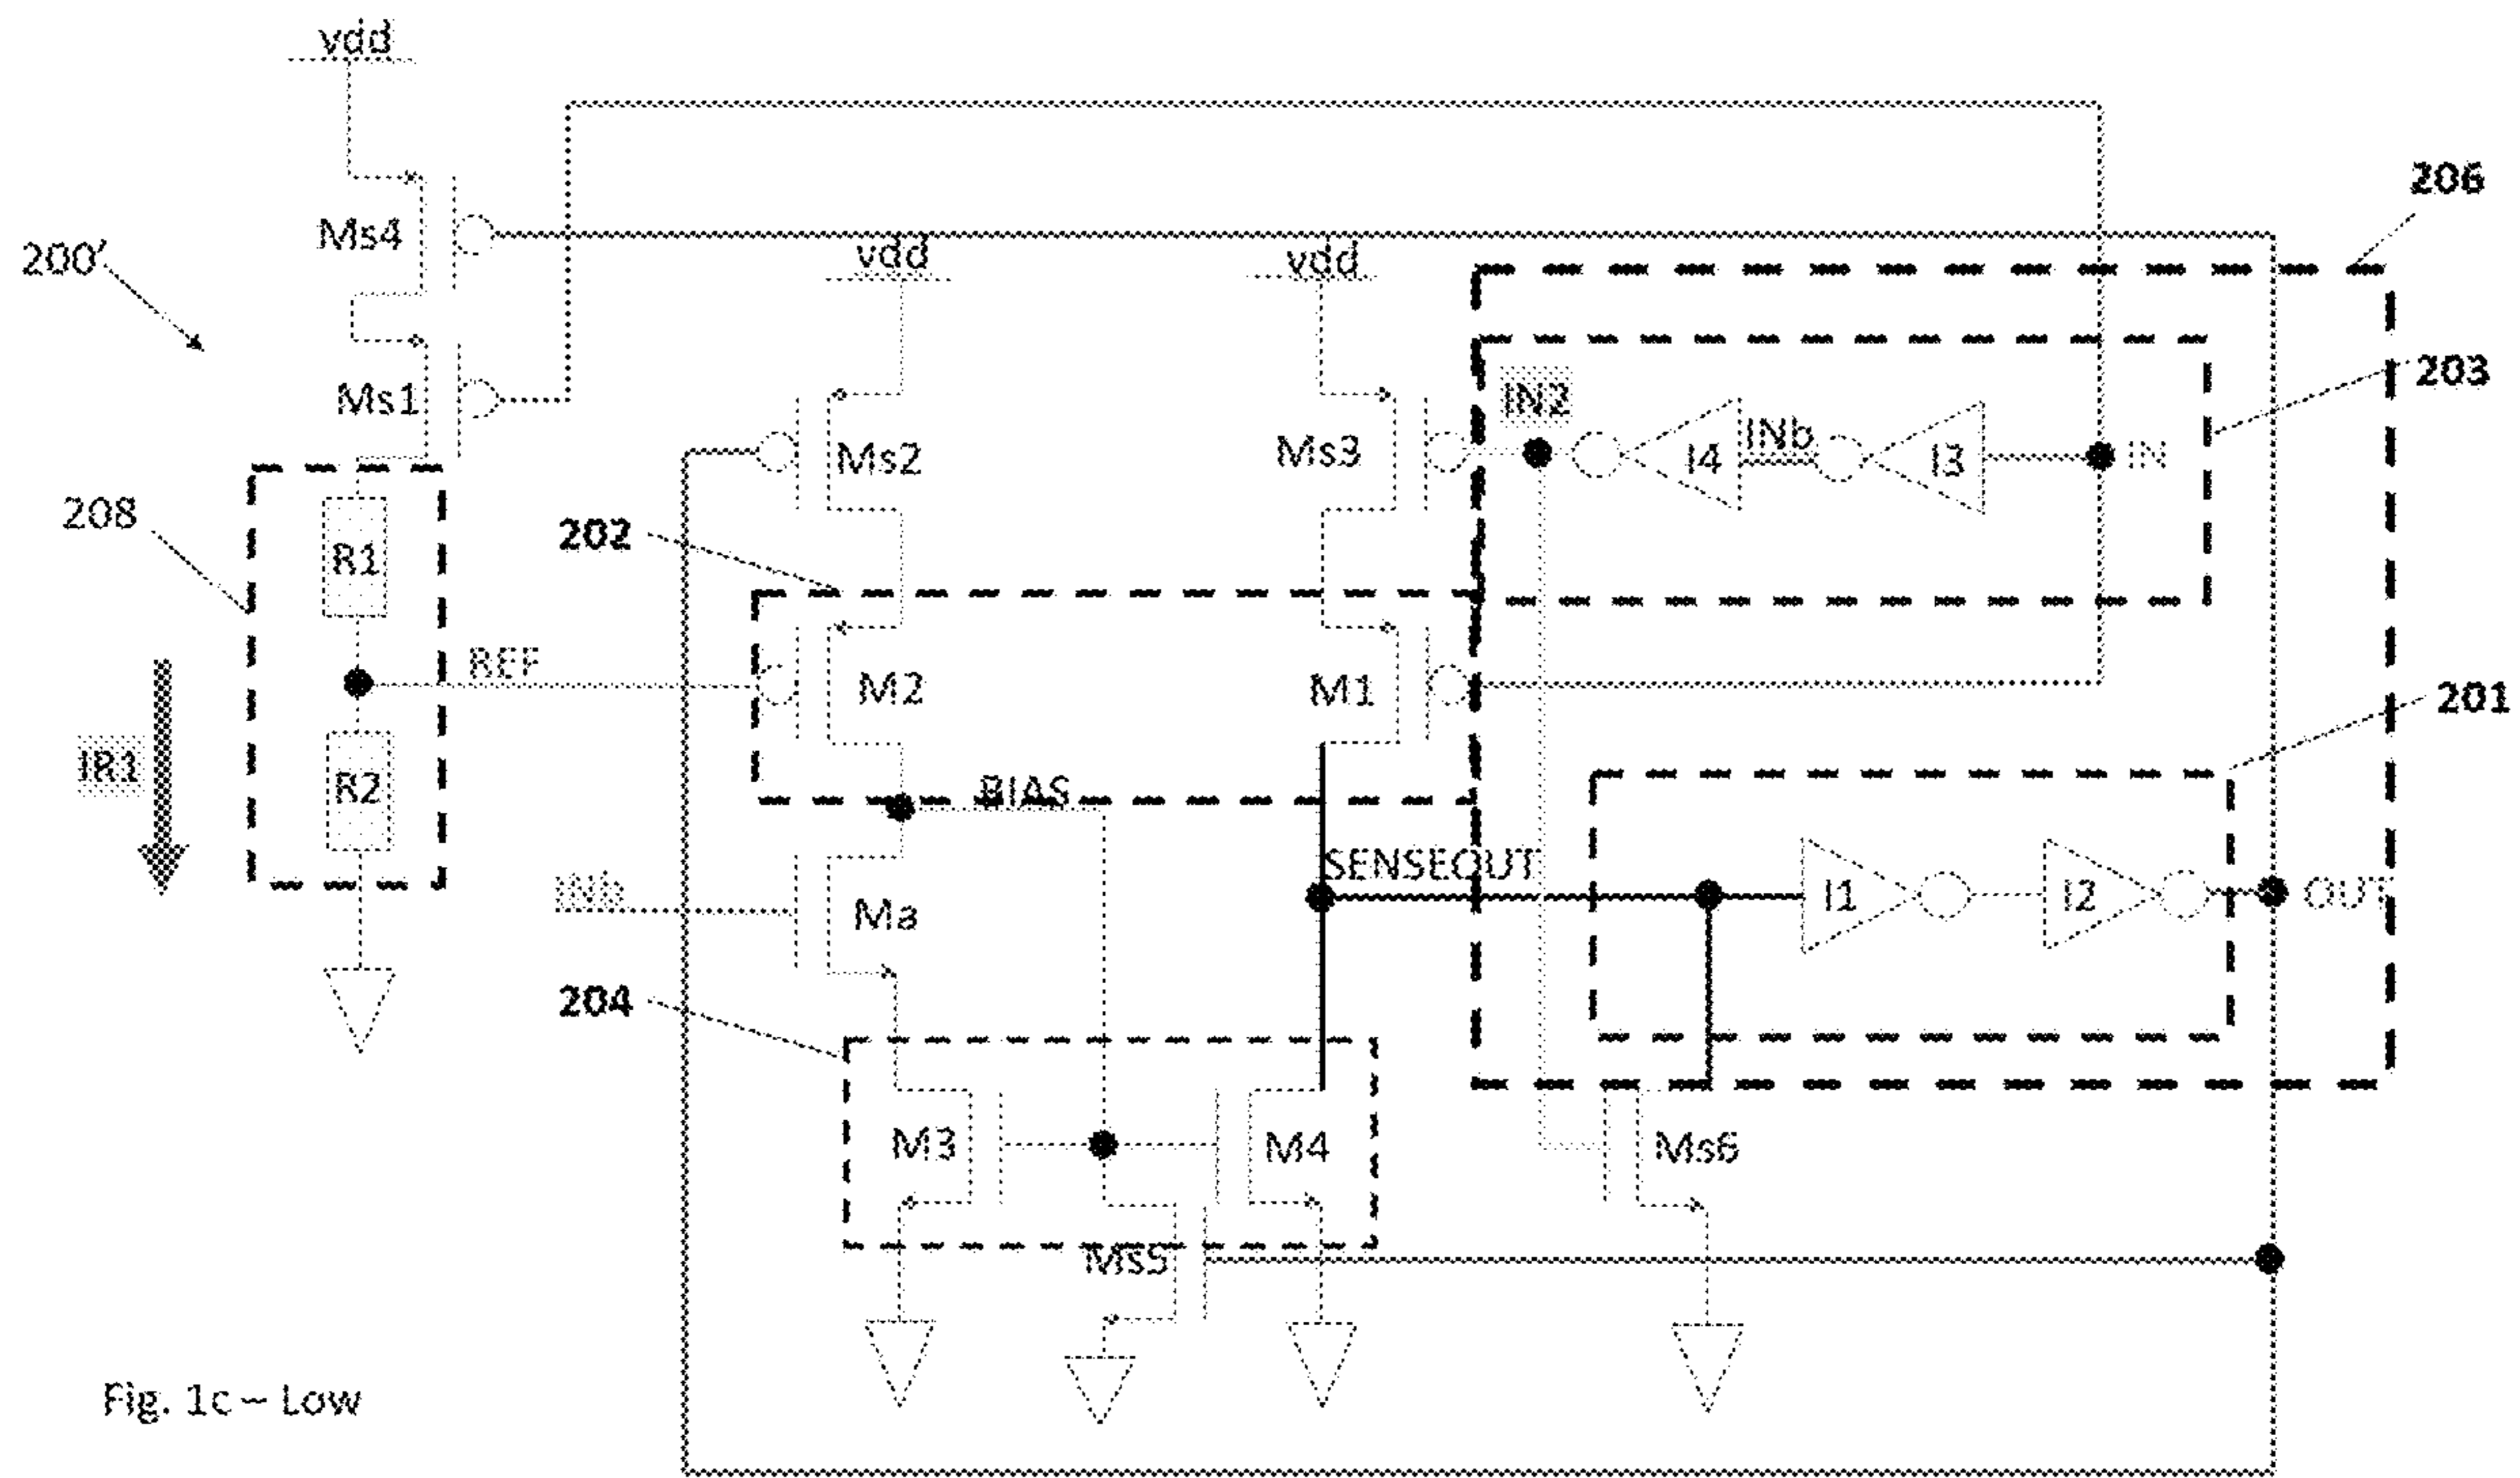 vdd
206
Ms4
200'
vdd
vdd
203
IN2
Ms1
INb
Ms2
Ms3
I4
I3
IN
208
202
R1
REF
M2
M1
201
IR1
R2
BIAS
SENSEOUT
INb
Ma
I1
I2
OUT
204
M3
M4
Ms6
Ms5
Fig. 1c – Low